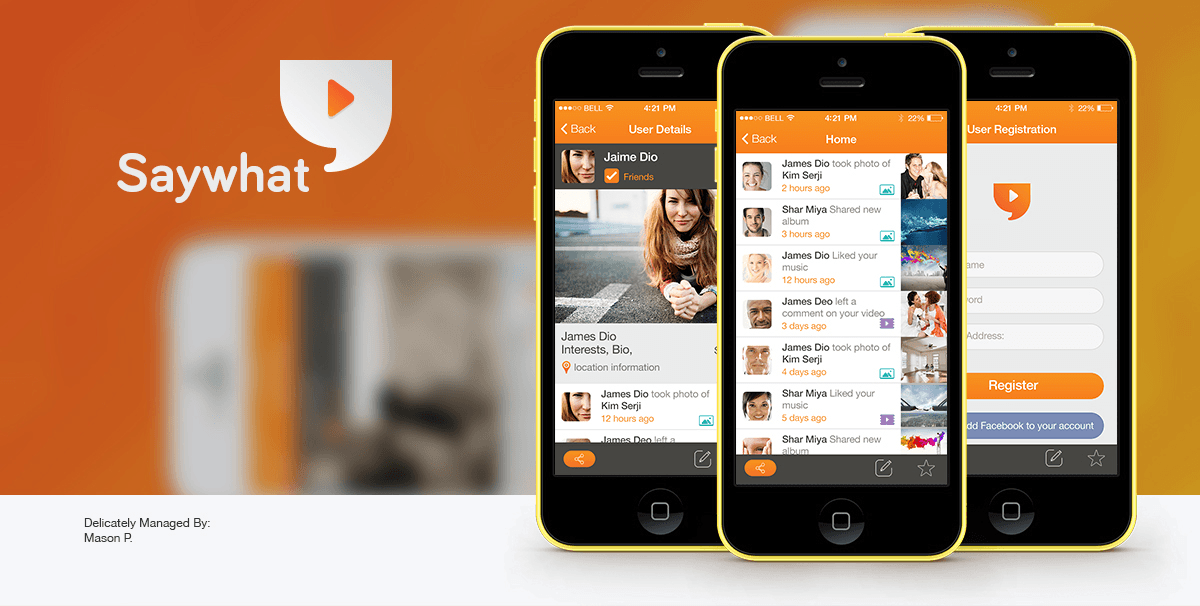 Saywhat
Delicately Managed By:
Mason P.
BELL 4:21 PM
Back User Details
Jaime Dio
Friends
James Dio
Interests, Bio,
location information
James Dio took photo of
Kim Serji
12 hours ago
James Deo left a
BELL 4:21 PM 22%
Back Home
James Dio took photo of
Kim Serji
2 hours ago
Shar Miya Shared new
album
3 hours ago
James Dio Liked your
music
12 hours ago
James Deo left a
comment on your video
3 days ago
James Dio took photo of
Kim Serji
4 days ago
Shar Miya Liked your
music
5 days ago
Shar Miya Shared new
album
4:21 PM 22%
User Registration
Address:
Register
Facebook to your account